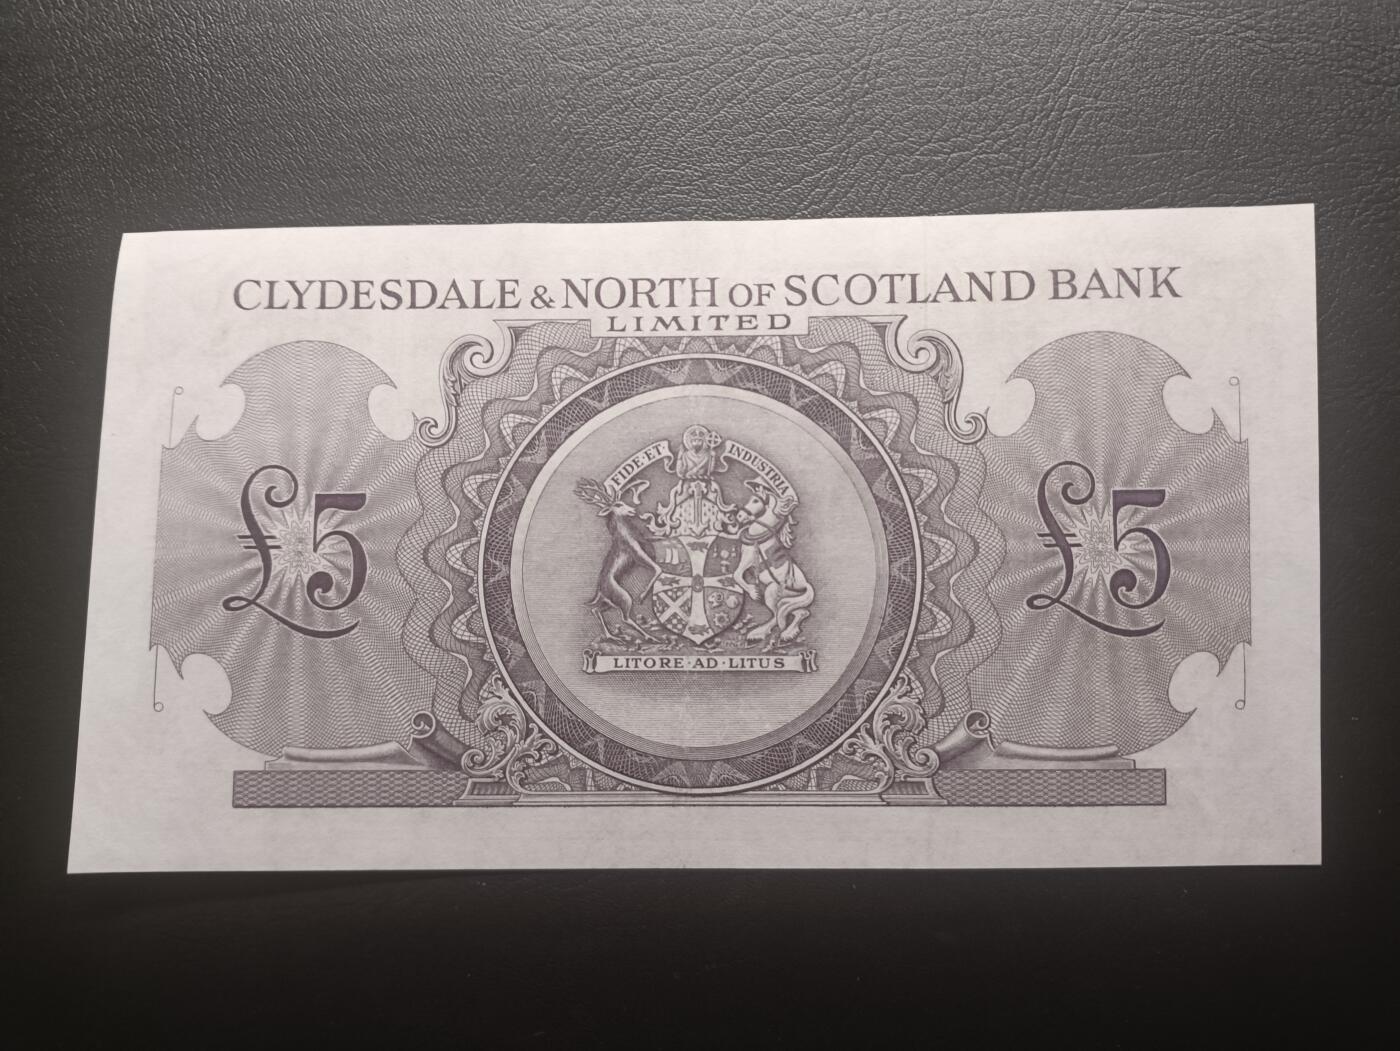 CLYDESDALE & NORTH OF SCOTLAND BANK
LIMITED
FIDE·ET· INDUSTRIA
£5 £5
LITORE·AD·LITUS